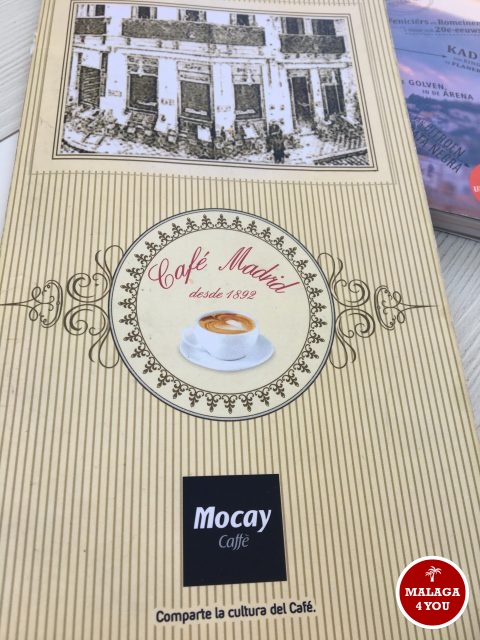 Café Madrid
desde 1892
Mocay
Caffè
Comparte la cultura del Café.
en Romeinen
20e-eeuws
KAD
GOLVEN,
IN DE ARENA
MALAGA
4 YOU